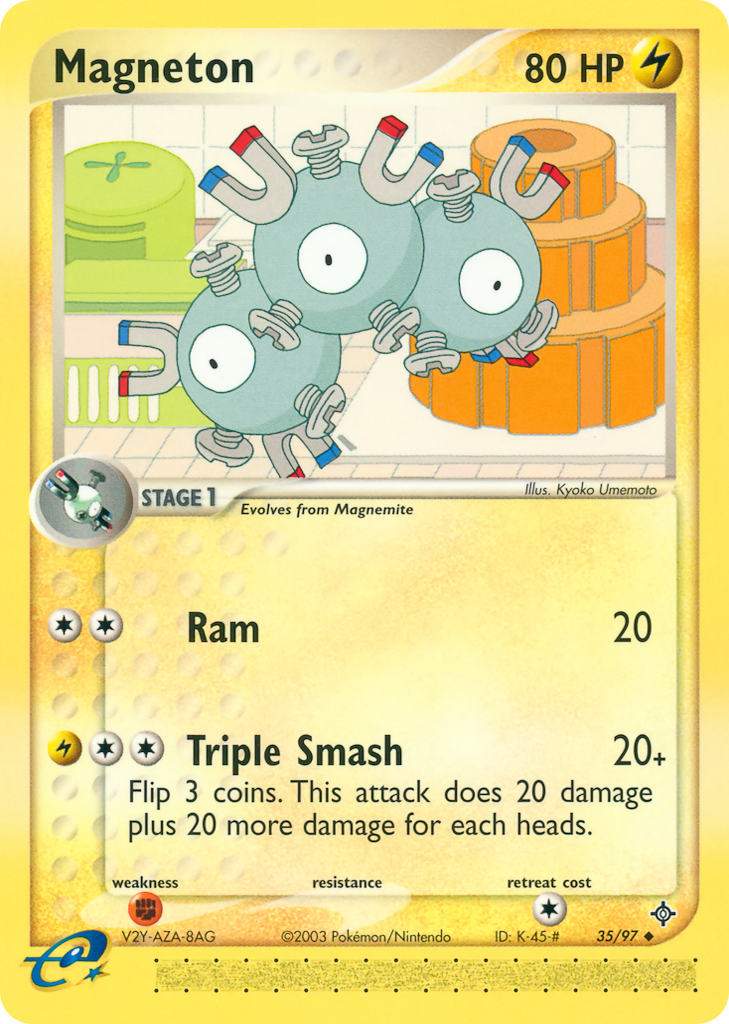 Magneton 80 HP
Illus. Kyoko Umemoto
STAGE 1
Evolves from Magnemite
Ram 20
Triple Smash 20+
Flip 3 coins. This attack does 20 damage
plus 20 more damage for each heads.
weakness resistance retreat cost
V2Y-AZA-8AG ©2003 Pokémon/Nintendo ID: K-45-# 35/97
e